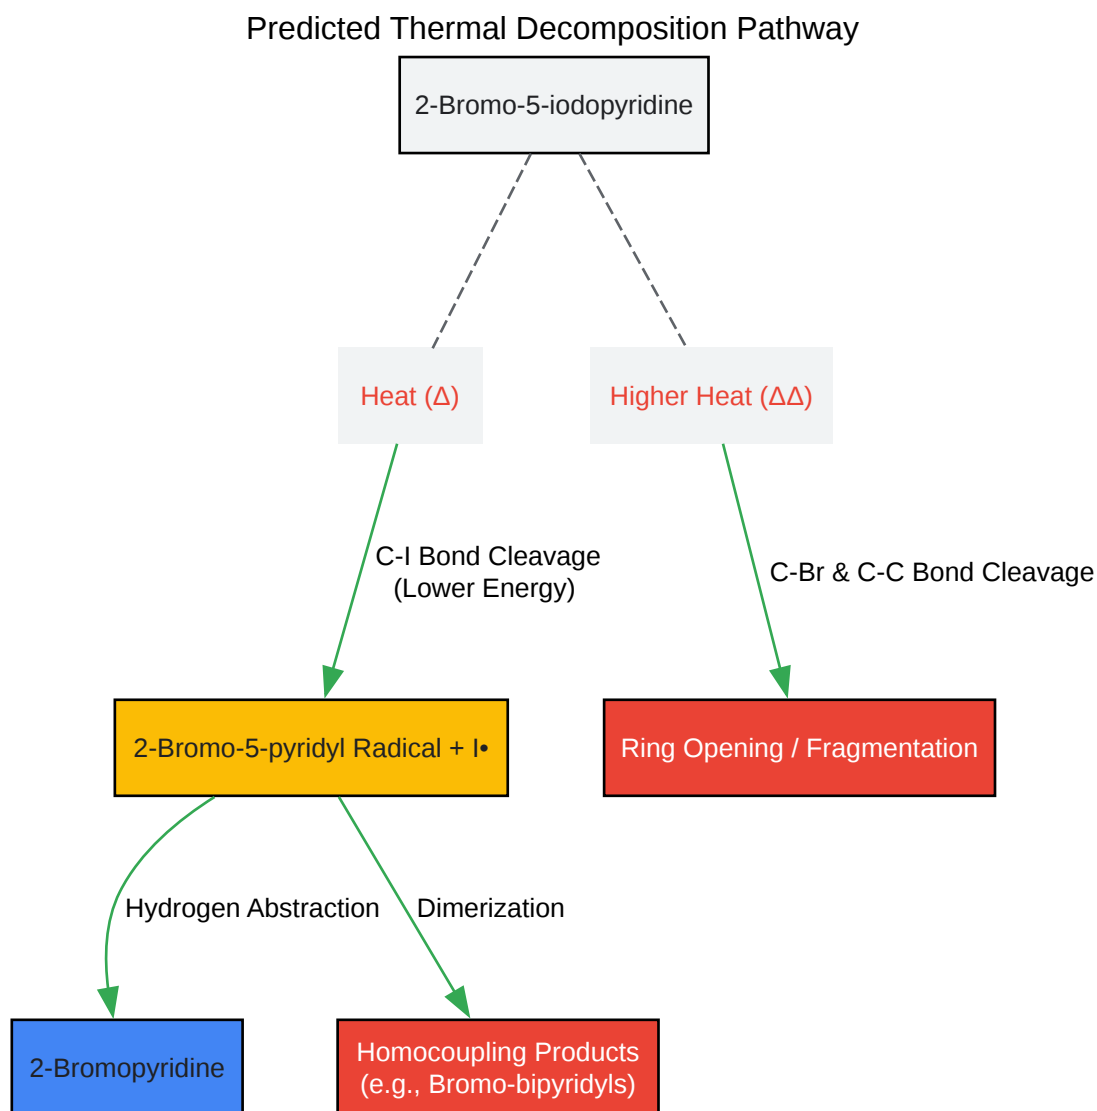 Predicted Thermal Decomposition Pathway
2-Bromo-5-iodopyridine
Heat (Δ)
Higher Heat (ΔΔ)
C-I Bond Cleavage
(Lower Energy)
C-Br & C-C Bond Cleavage
2-Bromo-5-pyridyl Radical + I•
Ring Opening / Fragmentation
Hydrogen Abstraction
Dimerization
2-Bromopyridine
Homocoupling Products
(e.g., Bromo-bipyridyls)